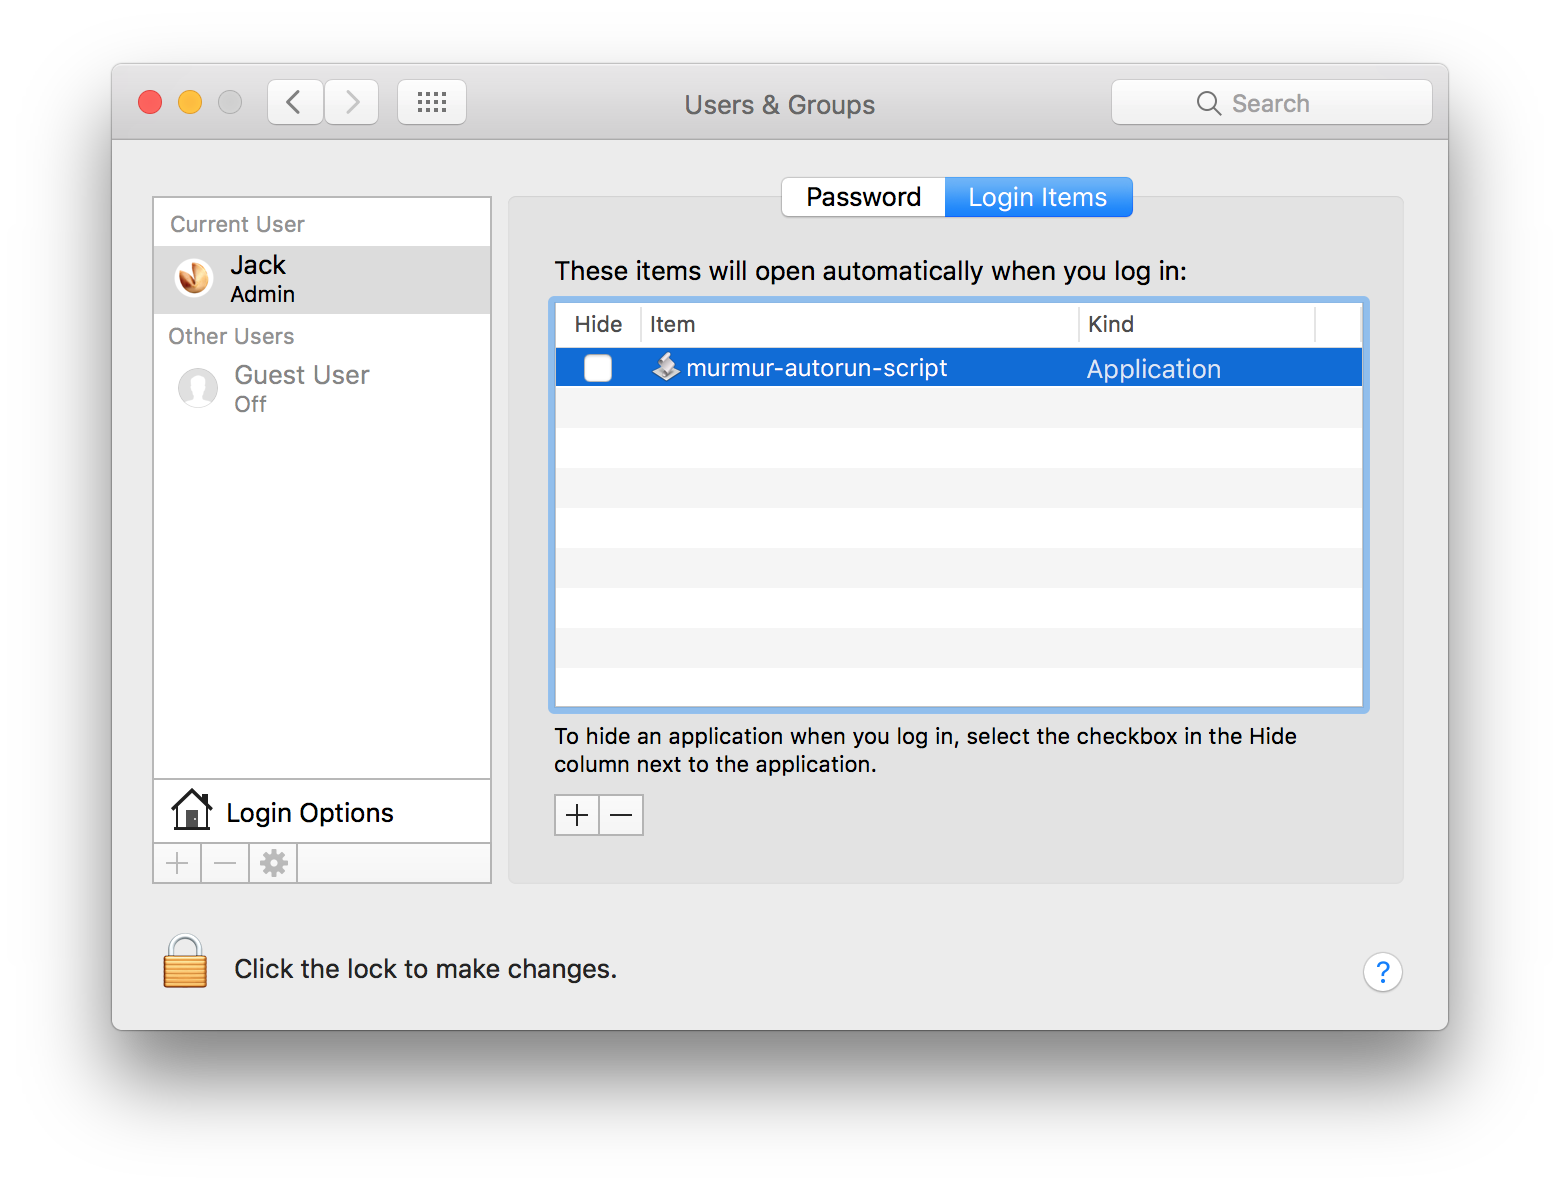 Users & Groups
Search
Current User
Jack
Admin
Other Users
Guest User
Off
Login Options
Password
Login Items
These items will open automatically when you log in:
Hide Item Kind
murmur-autorun-script Application
To hide an application when you log in, select the checkbox in the Hide
column next to the application.
Click the lock to make changes.
?